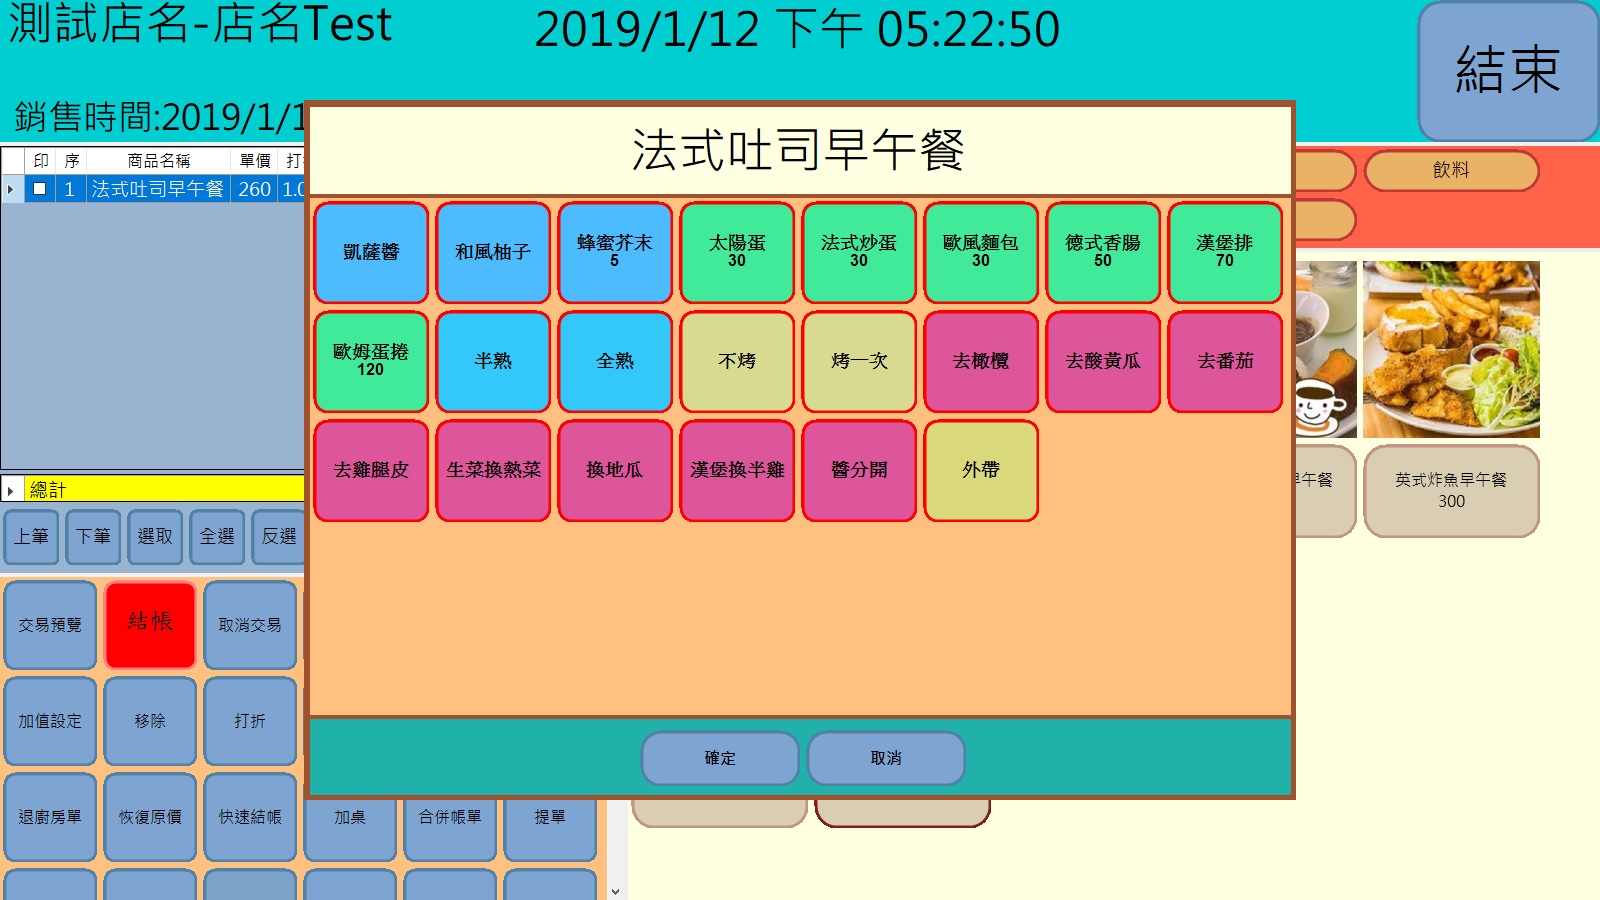 測試店名-店名Test
2019/1/12 下午 05:22:50
結束
銷售時間:2019/1/1
印 序 商品名稱 單價 打
1 法式吐司早午餐 260 1.0
總計
上筆 下筆 選取 全選 反選
交易預覽 結帳 取消交易
加值設定 移除 打折
退廚房單 恢復原價 快速結帳 加桌 合併帳單 提單
法式吐司早午餐
凱薩醬 和風柚子 蜂蜜芥末 太陽蛋 法式炒蛋 歐風麵包 德式香腸 漢堡排
5 30 30 30 50 70
歐姆蛋捲 半熟 全熟 不烤 烤一次 去橄欖 去酸黃瓜 去番茄
120
去雞腿皮 生菜換熱菜 換地瓜 漢堡換半雞 醬分開 外帶
確定 取消
飲料
早午餐 英式炸魚早午餐
300